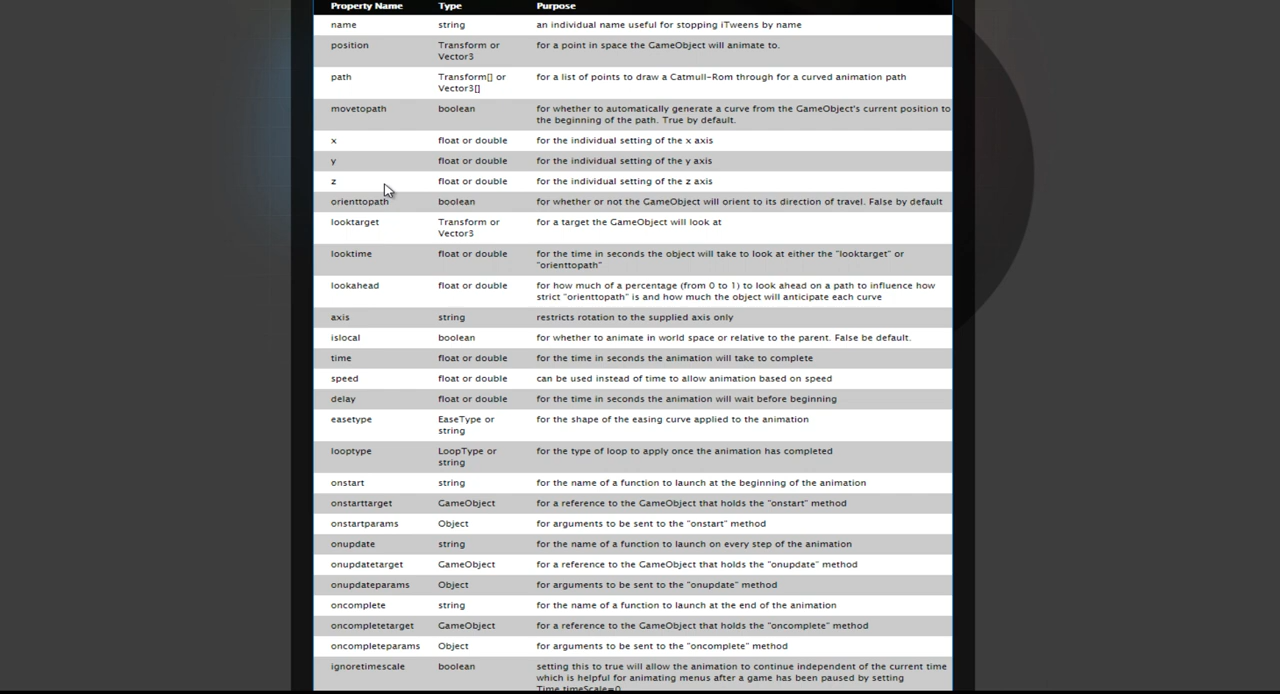 Property Name Type Purpose
name string an individual name useful for stopping iTweens by name
position Transform or for a point in space the GameObject will animate to.
Vector3
path Transform[] or for a list of points to draw a Catmull-Rom through for a curved animation path
Vector3[]
movetopath boolean for whether to automatically generate a curve from the GameObject's current position to
the beginning of the path. True by default.
x float or double for the individual setting of the x axis
y float or double for the individual setting of the y axis
z float or double for the individual setting of the z axis
orienttopath boolean for whether or not the GameObject will orient to its direction of travel. False by default
looktarget Transform or for a target the GameObject will look at
Vector3
looktime float or double for the time in seconds the object will take to look at either the "looktarget" or
"orienttopath"
lookahead float or double for how much of a percentage (from 0 to 1) to look ahead on a path to influence how
strict "orienttopath" is and how much the object will anticipate each curve
axis string restricts rotation to the supplied axis only
islocal boolean for whether to animate in world space or relative to the parent. False be default.
time float or double for the time in seconds the animation will take to complete
speed float or double can be used instead of time to allow animation based on speed
delay float or double for the time in seconds the animation will wait before beginning
easetype EaseType or for the shape of the easing curve applied to the animation
string
looptype LoopType or for the type of loop to apply once the animation has completed
string
onstart string for the name of a function to launch at the beginning of the animation
onstarttarget GameObject for a reference to the GameObject that holds the "onstart" method
onstartparams Object for arguments to be sent to the "onstart" method
onupdate string for the name of a function to launch on every step of the animation
onupdatetarget GameObject for a reference to the GameObject that holds the "onupdate" method
onupdateparams Object for arguments to be sent to the "onupdate" method
oncomplete string for the name of a function to launch at the end of the animation
oncompletetarget GameObject for a reference to the GameObject that holds the "oncomplete" method
oncompleteparams Object for arguments to be sent to the "oncomplete" method
ignoretimescale boolean setting this to true will allow the animation to continue independent of the current time
which is helpful for animating menus after a game has been paused by setting
Time.timeScale=0